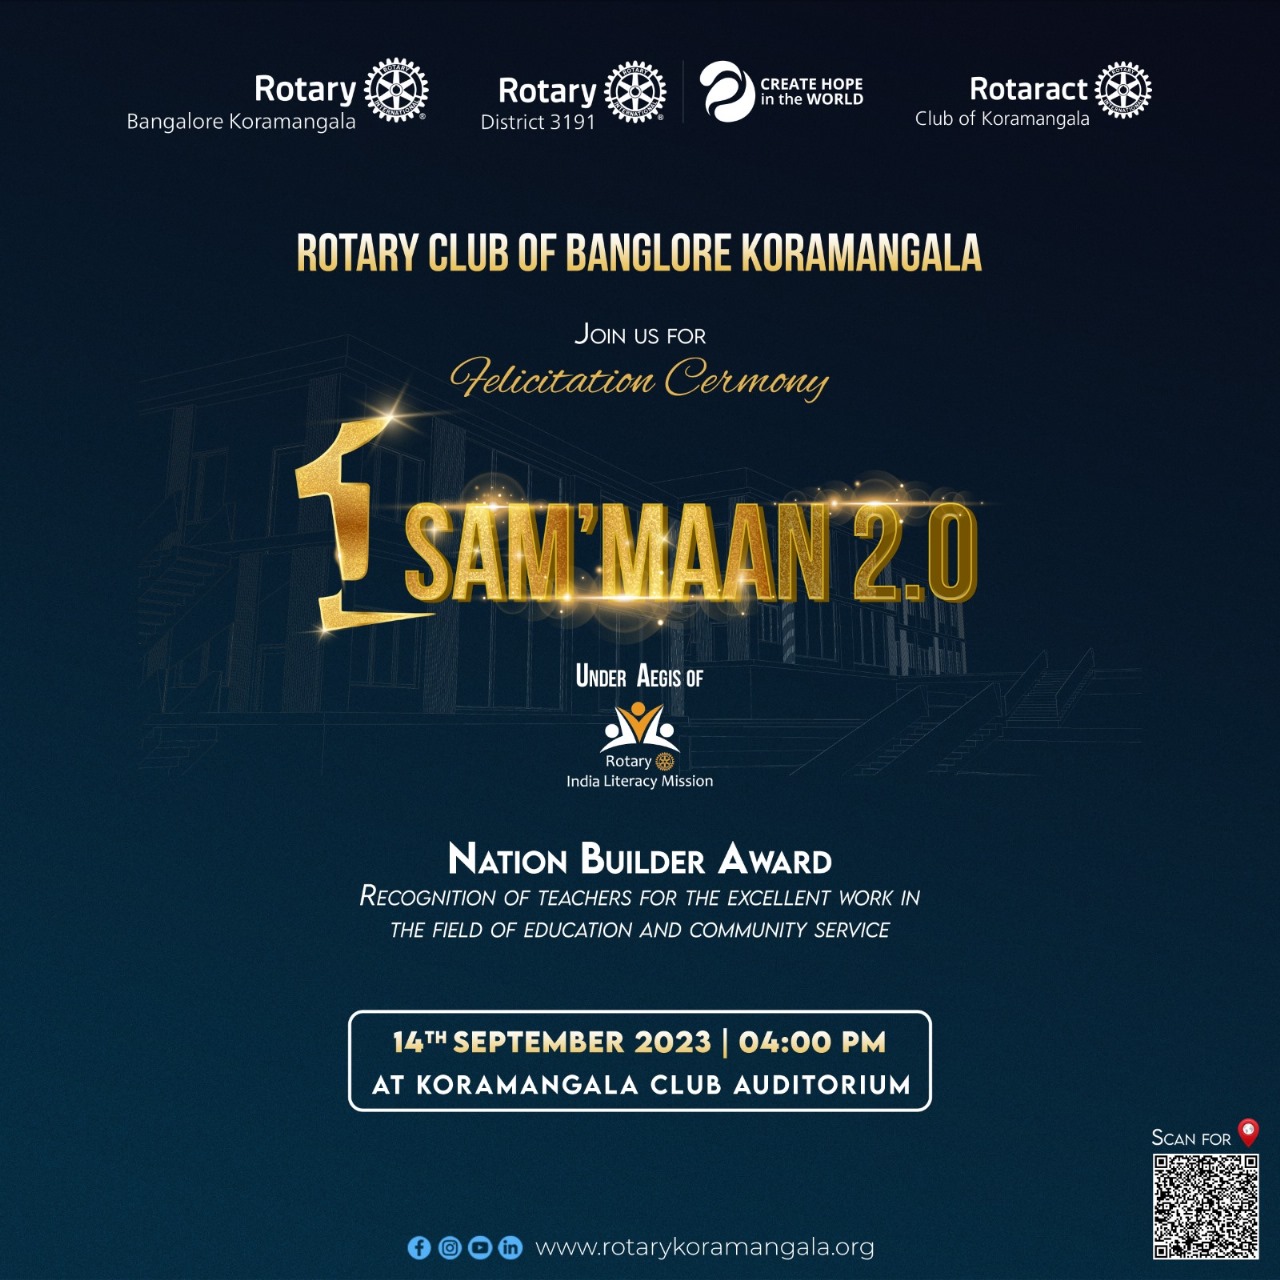 Rotary
Bangalore Koramangala
Rotary
District 3191
CREATE HOPE
in the WORLD
Rotaract
Club of Koramangala
ROTARY CLUB OF BANGLORE KORAMANGALA
JOIN US FOR
Felicitation Cermony
1 SAM'MAAN 2.0
UNDER AEGIS OF
Rotary
India Literacy Mission
NATION BUILDER AWARD
RECOGNITION OF TEACHERS FOR THE EXCELLENT WORK IN
THE FIELD OF EDUCATION AND COMMUNITY SERVICE
14TH SEPTEMBER 2023 | 04:00 PM
AT KORAMANGALA CLUB AUDITORIUM
SCAN FOR
www.rotarykoramangala.org